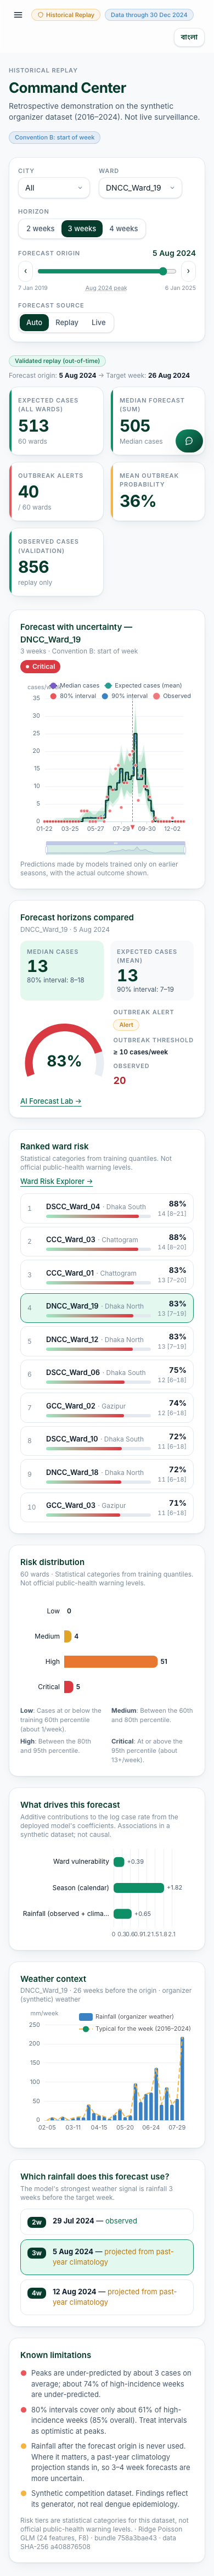 Historical Replay
Data through 30 Dec 2024
বাংলা
HISTORICAL REPLAY
Command Center
Retrospective demonstration on the synthetic
organizer dataset (2016–2024). Not live surveillance.
Convention B: start of week
CITY
WARD
All
DNCC_Ward_19
HORIZON
2 weeks
3 weeks
4 weeks
FORECAST ORIGIN
5 Aug 2024
7 Jan 2019
Aug 2024 peak
6 Jan 2025
FORECAST SOURCE
Auto
Replay
Live
Validated replay (out-of-time)
Forecast origin: 5 Aug 2024 → Target week: 26 Aug 2024
EXPECTED CASES
(ALL WARDS)
513
60 wards
MEDIAN FORECAST
(SUM)
505
Median cases
OUTBREAK ALERTS
40
/ 60 wards
MEAN OUTBREAK
PROBABILITY
36%
OBSERVED CASES
(VALIDATION)
856
replay only
Forecast with uncertainty —
DNCC_Ward_19
3 weeks · Convention B: start of week
Critical
Median cases
Expected cases (mean)
80% interval
90% interval
Observed
35
30
25
20
15
10
5
0
01-22
03-25
05-27
07-29
09-30
12-02
Predictions made by models trained only on earlier
seasons, with the actual outcome shown.
Forecast horizons compared
DNCC_Ward_19 · 5 Aug 2024
MEDIAN CASES
13
80% interval: 8–18
EXPECTED CASES
(MEAN)
13
90% interval: 7–19
83%
OUTBREAK ALERT
Alert
OUTBREAK THRESHOLD
≥ 10 cases/week
OBSERVED
20
AI Forecast Lab →
Ranked ward risk
Statistical categories from training quantiles. Not
official public-health warning levels.
Ward Risk Explorer →
1 DSCC_Ward_04 · Dhaka South 88%
14 [8–21]
2 CCC_Ward_03 · Chattogram 88%
14 [8–20]
3 CCC_Ward_01 · Chattogram 83%
13 [7–20]
4 DNCC_Ward_19 · Dhaka North 83%
13 [7–19]
5 DNCC_Ward_12 · Dhaka North 83%
13 [7–19]
6 DSCC_Ward_06 · Dhaka South 75%
12 [6–18]
7 GCC_Ward_02 · Gazipur 74%
12 [6–18]
8 DSCC_Ward_10 · Dhaka South 72%
11 [6–18]
9 DNCC_Ward_18 · Dhaka North 72%
11 [6–18]
10 GCC_Ward_03 · Gazipur 71%
11 [6–18]
Risk distribution
60 wards · Statistical categories from training quantiles.
Not official public-health warning levels.
Low 0
Medium 4
High 51
Critical 5
Low: Cases at or below the
training 60th percentile
(about 1/week).
Medium: Between the 60th
and 80th percentile.
High: Between the 80th
and 95th percentile.
Critical: At or above the
95th percentile (about
13+/week).
What drives this forecast
Additive contributions to the log case rate from the
deployed model's coefficients. Associations in a
synthetic dataset; not causal.
Ward vulnerability +0.39
Season (calendar) +1.82
Rainfall (observed + clima... +0.65
Weather context
DNCC_Ward_19 · 26 weeks before the origin · organizer
(synthetic) weather
mm/week
Rainfall (organizer weather)
Typical for the week (2016–2024)
250
200
150
100
50
0
02-05
03-11
04-15
05-20
06-24
07-29
Which rainfall does this forecast use?
The model's strongest weather signal is rainfall 3
weeks before the target week.
2w 29 Jul 2024 — observed
3w 5 Aug 2024 — projected from past-
year climatology
4w 12 Aug 2024 — projected from past-
year climatology
Known limitations
Peaks are under-predicted by about 3 cases on
average; about 74% of high-incidence weeks
are under-predicted.
80% intervals cover only about 61% of high-
incidence weeks (85% overall). Treat intervals
as optimistic at peaks.
Rainfall after the forecast origin is never used.
Where it matters, a past-year climatology
projection stands in, so 3–4 week forecasts are
more uncertain.
Synthetic competition dataset. Findings reflect
its generator, not real dengue epidemiology.
Risk tiers are statistical categories for this dataset, not
official public-health warning levels. · Ridge Poisson
GLM (24 features, F8) · bundle 758a3bae43 · data
SHA-256 a408876508